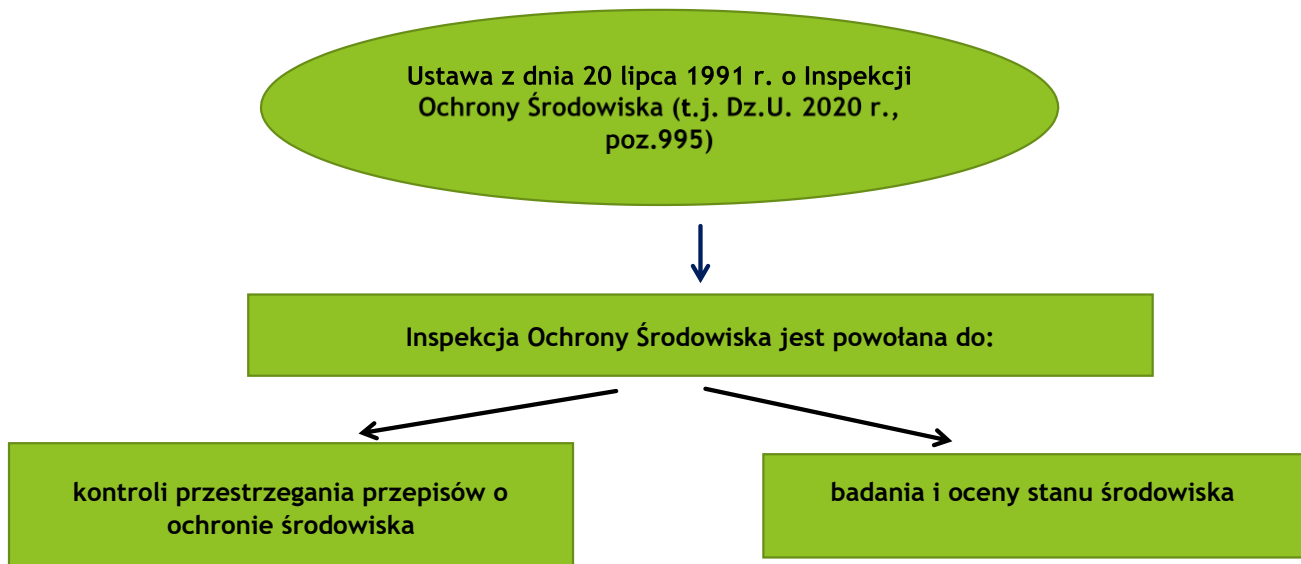 Ustawa z dnia 20 lipca 1991 r. o Inspekcji
Ochrony Środowiska (t.j. Dz.U. 2020 r.,
poz.995)
Inspekcja Ochrony Środowiska jest powołana do:
kontroli przestrzegania przepisów o
ochronie środowiska
badania i oceny stanu środowiska